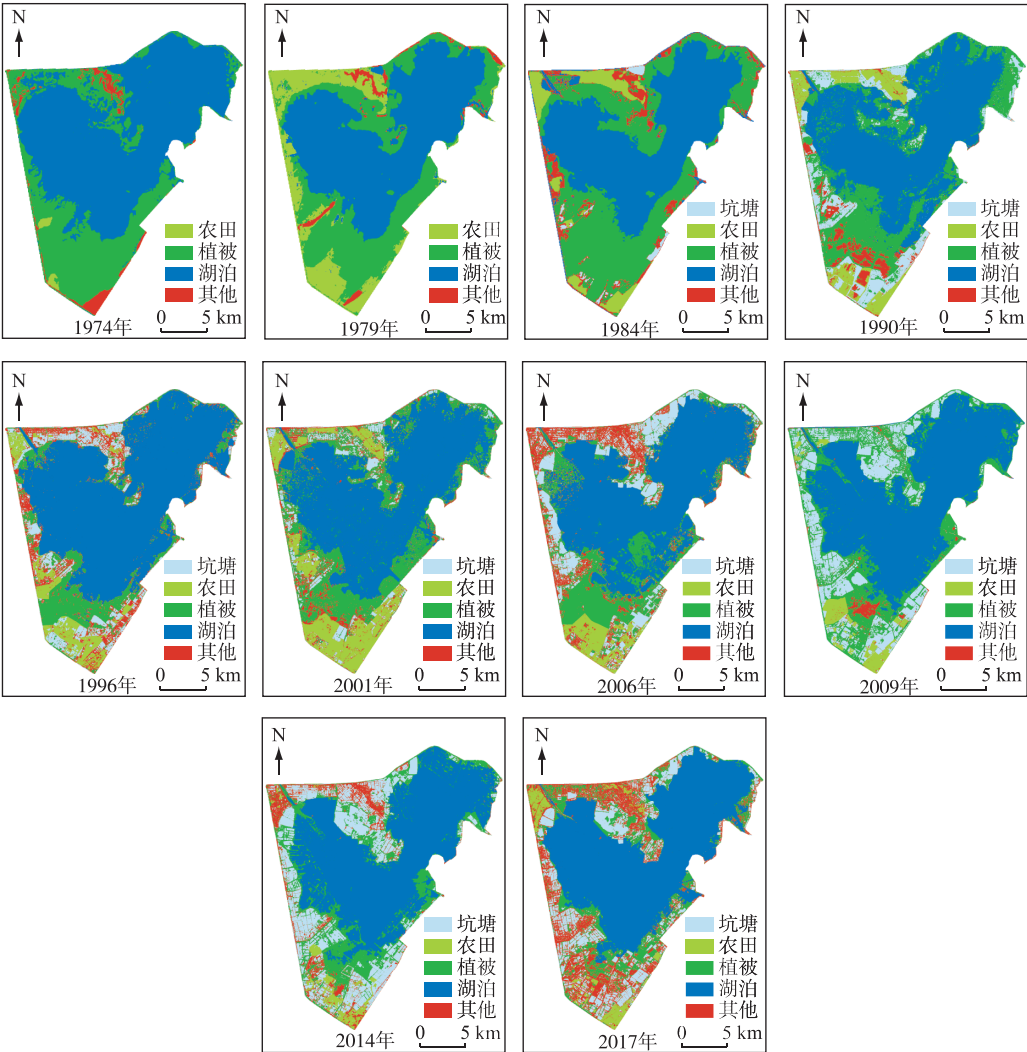 N
农田
植被
湖泊
其他
1974年
0 5 km
N
农田
植被
湖泊
其他
1979年
0 5 km
N
坑塘
农田
植被
湖泊
其他
1984年
0 5 km
N
坑塘
农田
植被
湖泊
其他
1990年
0 5 km
N
坑塘
农田
植被
湖泊
其他
1996年
0 5 km
N
坑塘
农田
植被
湖泊
其他
2001年
0 5 km
N
坑塘
农田
植被
湖泊
其他
2006年
0 5 km
N
坑塘
农田
植被
湖泊
其他
2009年
0 5 km
N
坑塘
农田
植被
湖泊
其他
2014年
0 5 km
N
坑塘
农田
植被
湖泊
其他
2017年
0 5 km